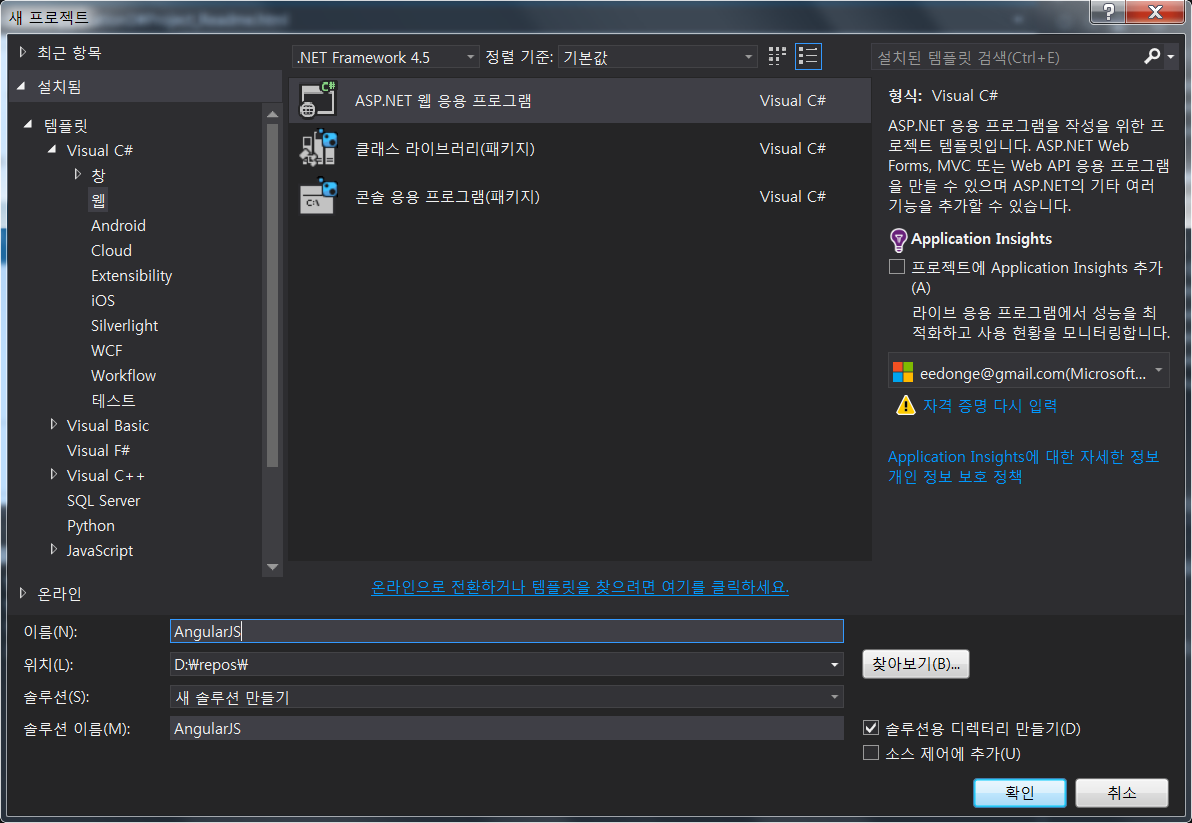 새 프로젝트
최근 항목
설치됨
템플릿
Visual C#
창
웹
Android
Cloud
Extensibility
iOS
Silverlight
WCF
Workflow
테스트
Visual Basic
Visual F#
Visual C++
SQL Server
Python
JavaScript
온라인
.NET Framework 4.5 정렬 기준: 기본값
ASP.NET 웹 응용 프로그램 Visual C#
클래스 라이브러리(패키지) Visual C#
콘솔 응용 프로그램(패키지) Visual C#
온라인으로 전환하거나 템플릿을 찾으려면 여기를 클릭하세요.
설치된 템플릿 검색(Ctrl+E)
형식: Visual C#
ASP.NET 응용 프로그램을 작성을 위한 프
로젝트 템플릿입니다. ASP.NET Web
Forms, MVC 또는 Web API 응용 프로그램
을 만들 수 있으며 ASP.NET의 기타 여러
기능을 추가할 수 있습니다.
Application Insights
프로젝트에 Application Insights 추가
(A)
라이브 응용 프로그램에서 성능을 최
적화하고 사용 현황을 모니터링합니다.
eedonge@gmail.com(Microsoft...
자격 증명 다시 입력
Application Insights에 대한 자세한 정보
개인 정보 보호 정책
이름(N): AngularJS
위치(L): D:₩repos₩ 찾아보기(B)...
솔루션(S): 새 솔루션 만들기
솔루션 이름(M): AngularJS
솔루션용 디렉터리 만들기(D)
소스 제어에 추가(U)
확인 취소